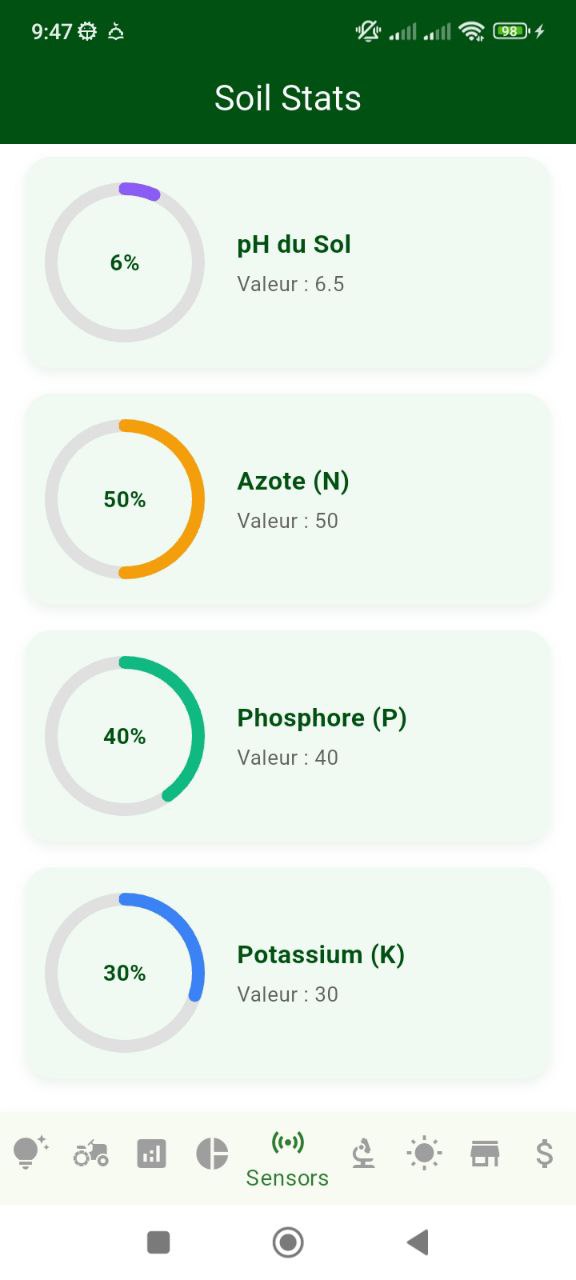 9:47
98
Soil Stats
6%
pH du Sol
Valeur : 6.5
50%
Azote (N)
Valeur : 50
40%
Phosphore (P)
Valeur : 40
30%
Potassium (K)
Valeur : 30
Sensors